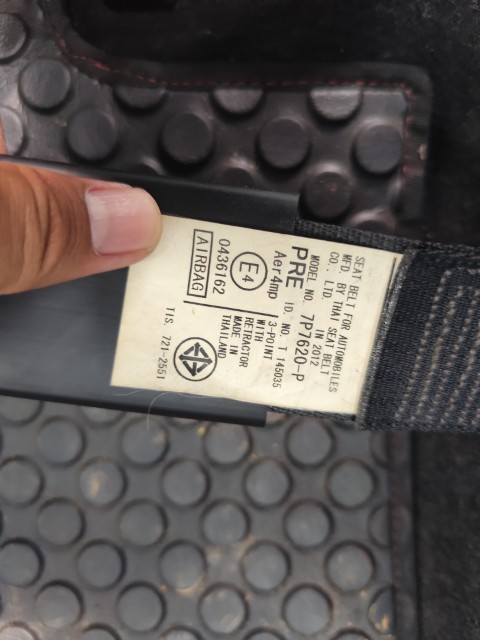 SEAT BELT FOR AUTOMOBILES
MFD. BY THAI SEAT BELT
CO., LTD. IN 2012
MODEL NO. 7P7620-P
PRE ID. NO. T 145035
Aer4mp
3-POINT
WITH
RETRACTOR
MADE IN
THAILAND
E4
0436162
AIRBAG
TIS. 721-2551